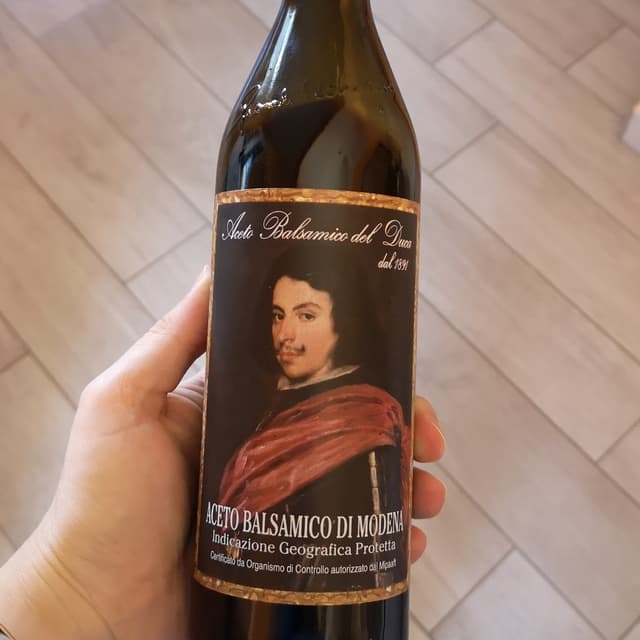 Aceto Balsamico del Duca
dal 1891
ACETO BALSAMICO DI MODENA
Indicazione Geografica Protetta
Certificato da Organismo di Controllo autorizzato dal Mipaaft